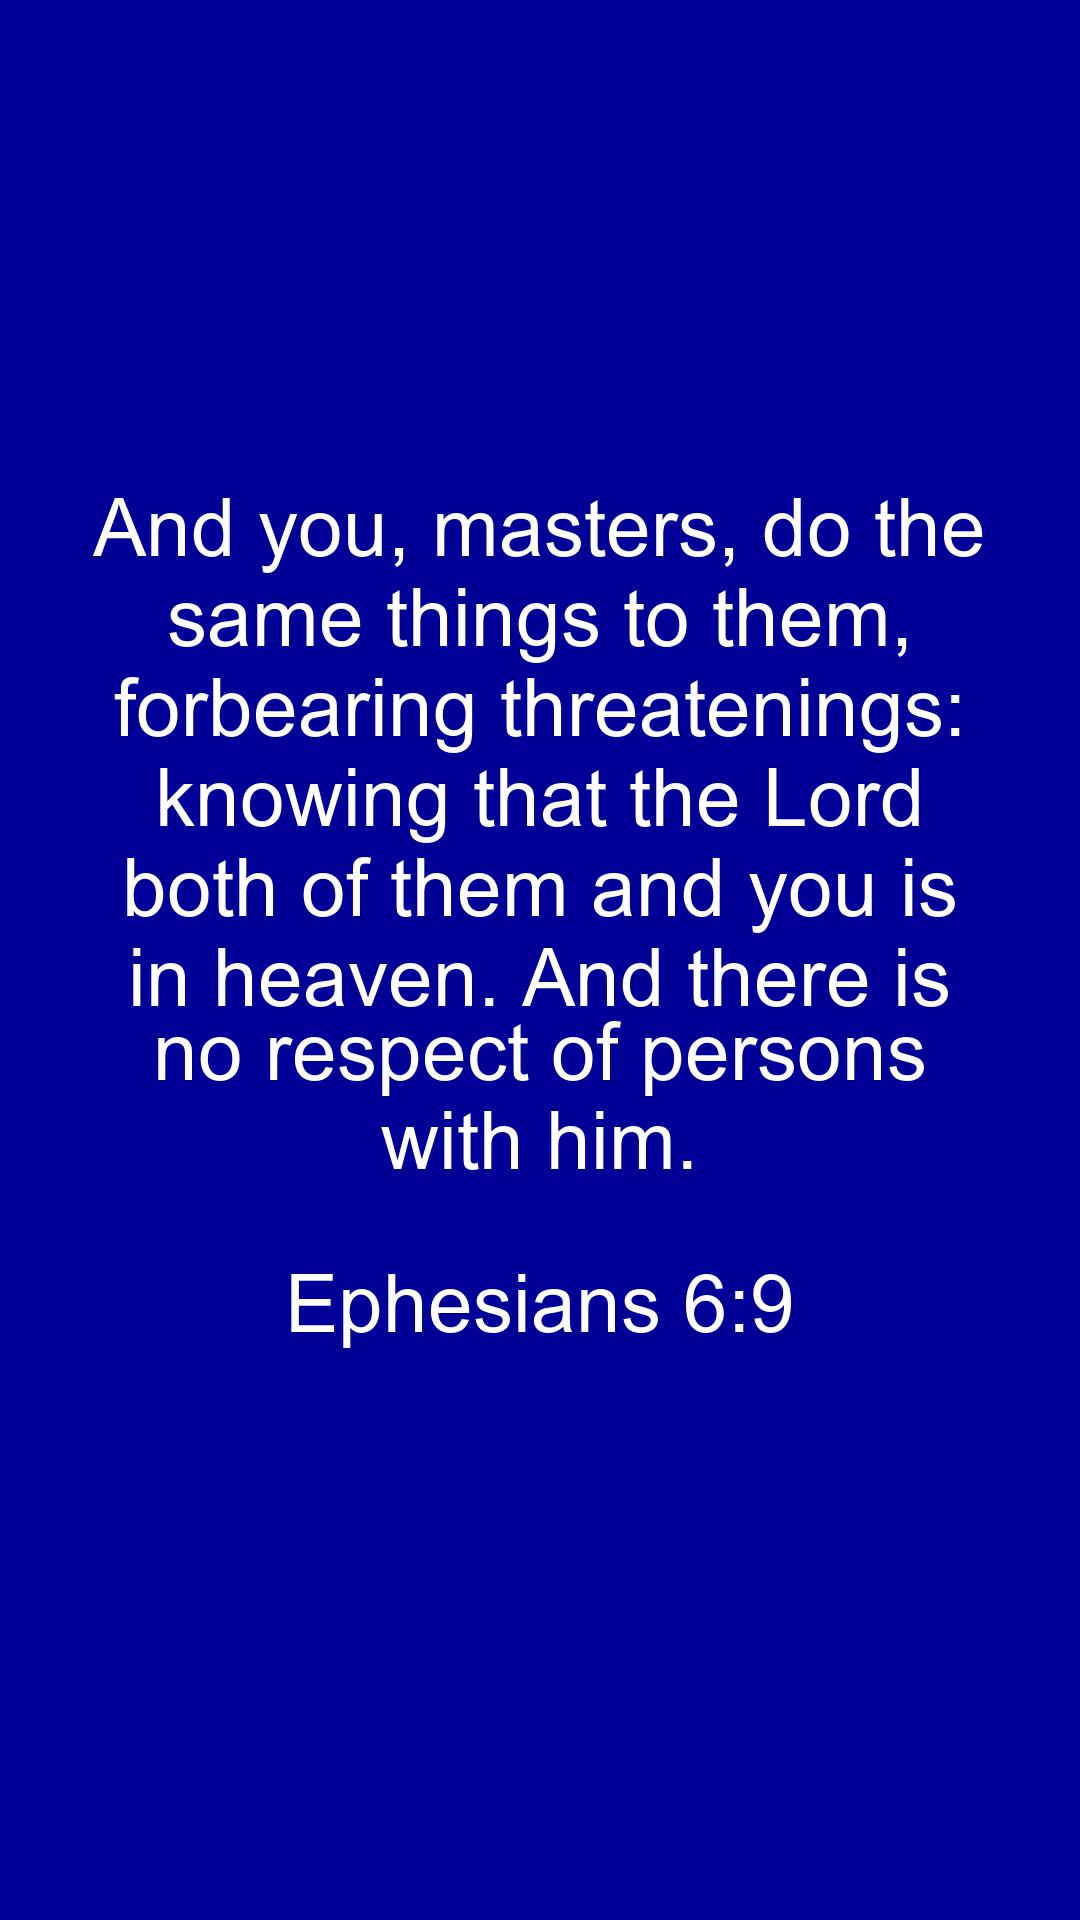 And you, masters, do the
same things to them,
forbearing threatenings:
knowing that the Lord
both of them and you is
in heaven. And there is
no respect of persons
with him.
Ephesians 6:9